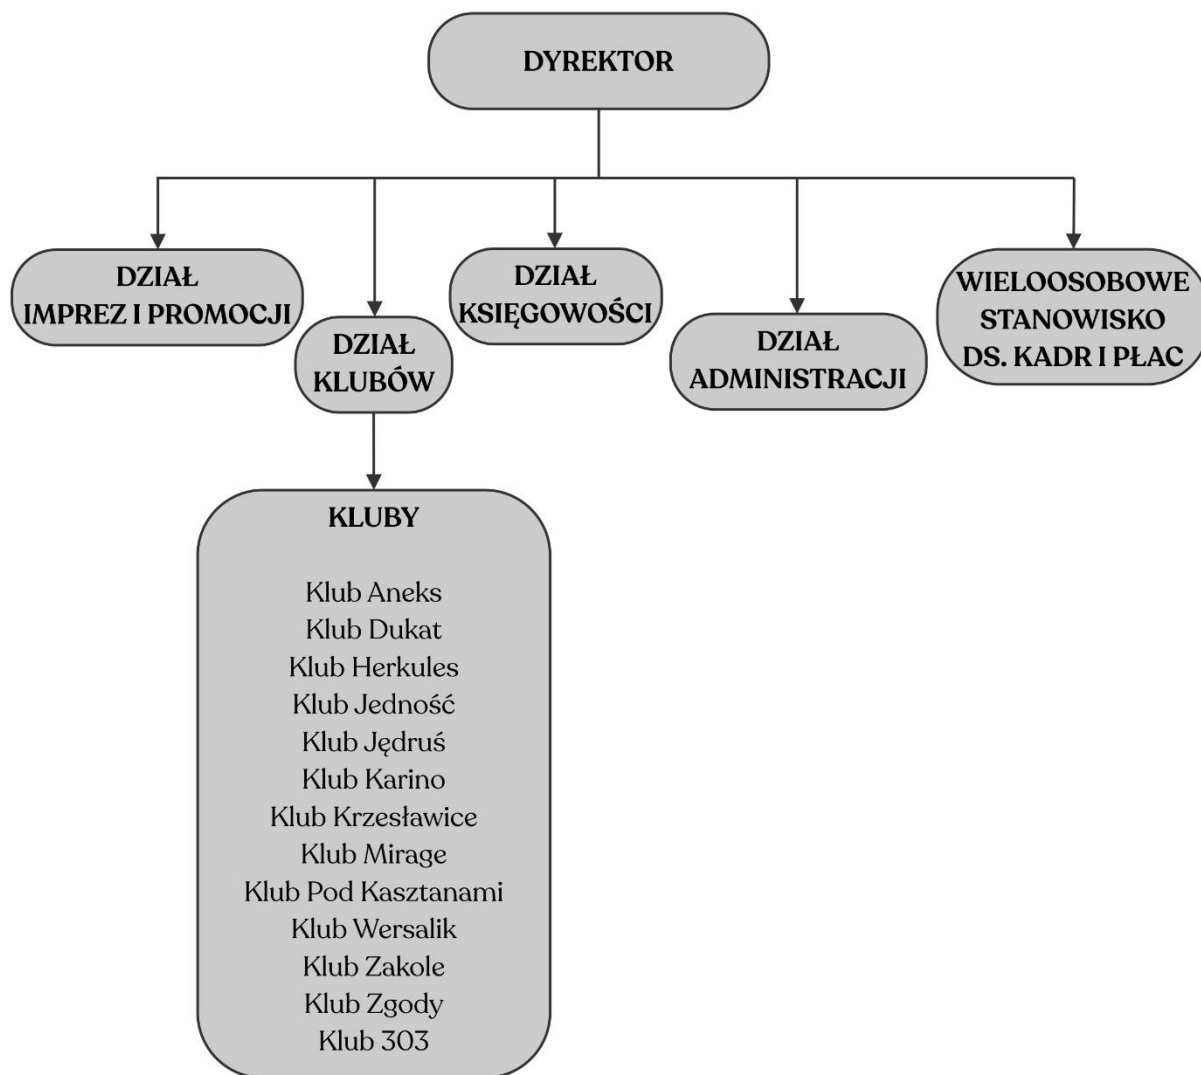 DYREKTOR
DZIAŁ
IMPREZ I PROMOCJI
DZIAŁ
KLUBÓW
DZIAŁ
KSIĘGOWOŚCI
DZIAŁ
ADMINISTRACJI
WIELOOSOBOWE
STANOWISKO
DS. KADR I PŁAC
KLUBY
Klub Aneks
Klub Dukat
Klub Herkules
Klub Jedność
Klub Jędruś
Klub Karino
Klub Krzesławice
Klub Mirage
Klub Pod Kasztanami
Klub Wersalik
Klub Zakole
Klub Zgody
Klub 303